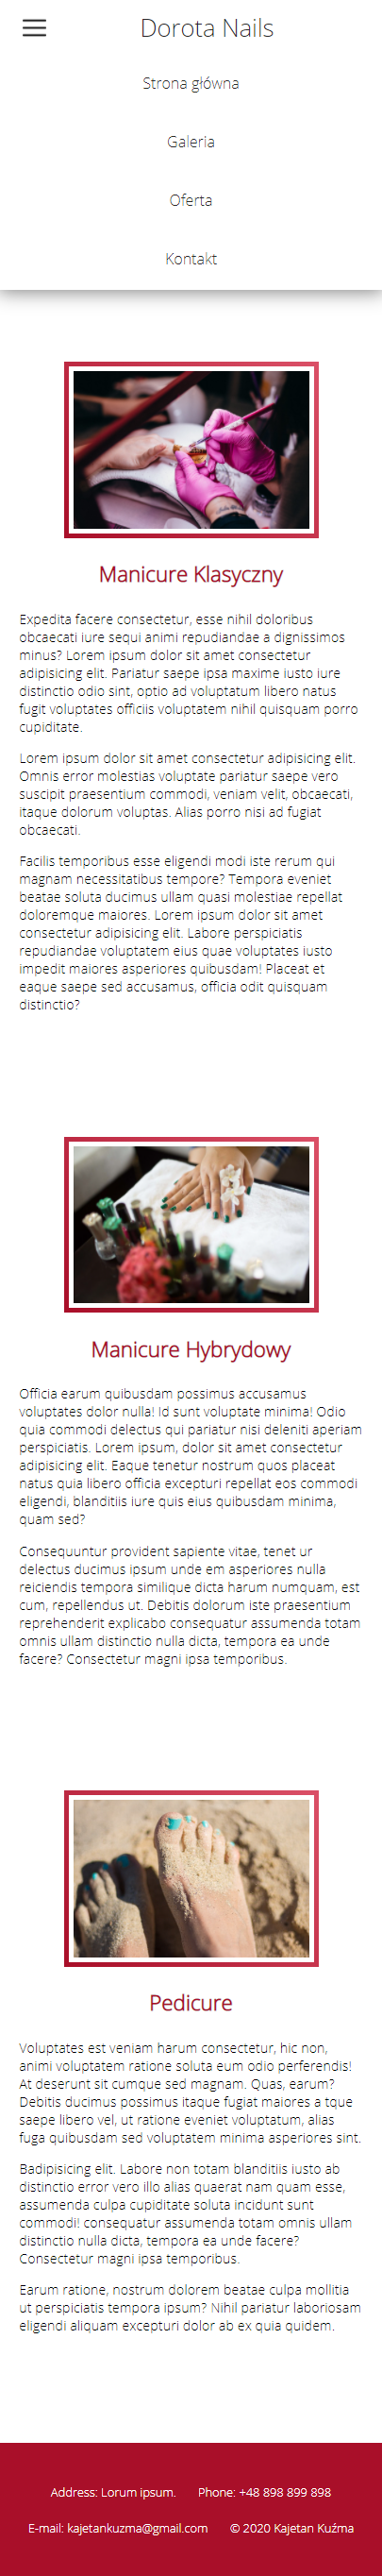 Dorota Nails
Strona główna
Galeria
Oferta
Kontakt
Manicure Klasyczny
Expedita facere consectetur, esse nihil doloribus
obcaecati iure sequi animi repudiandae a dignissimos
minus? Lorem ipsum dolor sit amet consectetur
adipisicing elit. Pariatur saepe ipsa maxime iusto iure
distinctio odio sint, optio ad voluptatum libero natus
fugit voluptates officiis voluptatem nihil quisquam porro
cupiditate.
Lorem ipsum dolor sit amet consectetur adipisicing elit.
Omnis error molestias voluptate pariatur saepe vero
suscipit praesentium commodi, veniam velit, obcaecati,
itaque dolorum voluptas. Alias porro nisi ad fugiat
obcaecati.
Facilis temporibus esse eligendi modi iste rerum qui
magnam necessitatibus tempore? Tempora eveniet
beatae soluta ducimus ullam quasi molestiae repellat
doloremque maiores. Lorem ipsum dolor sit amet
consectetur adipisicing elit. Labore perspiciatis
repudiandae voluptatem eius quae voluptates iusto
impedit maiores asperiores quibusdam! Placeat et
eaque saepe sed accusamus, officia odit quisquam
distinctio?
Manicure Hybrydowy
Officia earum quibusdam possimus accusamus
voluptates dolor nulla! Id sunt voluptate minima! Odio
quia commodi delectus qui pariatur nisi deleniti aperiam
perspiciatis. Lorem ipsum, dolor sit amet consectetur
adipisicing elit. Eaque tenetur nostrum quos placeat
natus quia libero officia excepturi repellat eos commodi
eligendi, blanditiis iure quis eius quibusdam minima,
quam sed?
Consequuntur provident sapiente vitae, tenet ur
delectus ducimus ipsum unde em asperiores nulla
reiciendis tempora similique dicta harum numquam, est
cum, repellendus ut. Debitis dolorum iste praesentium
reprehenderit explicabo consequatur assumenda totam
omnis ullam distinctio nulla dicta, tempora ea unde
facere? Consectetur magni ipsa temporibus.
Pedicure
Voluptates est veniam harum consectetur, hic non,
animi voluptatem ratione soluta eum odio perferendis!
At deserunt sit cumque sed magnam. Quas, earum?
Debitis ducimus possimus itaque fugiat maiores a tque
saepe libero vel, ut ratione eveniet voluptatum, alias
fuga quibusdam sed voluptatem minima asperiores sint.
Badipisicing elit. Labore non totam blanditiis iusto ab
distinctio error vero illo alias quaerat nam quam esse,
assumenda culpa cupiditate soluta incidunt sunt
commodi! consequatur assumenda totam omnis ullam
distinctio nulla dicta, tempora ea unde facere?
Consectetur magni ipsa temporibus.
Earum ratione, nostrum dolorem beatae culpa mollitia
ut perspiciatis tempora ipsum? Nihil pariatur laboriosam
eligendi aliquam excepturi dolor ab ex quia quidem.
Address: Lorum ipsum. Phone: +48 898 899 898
E-mail: kajetankuzma@gmail.com © 2020 Kajetan Kuźma